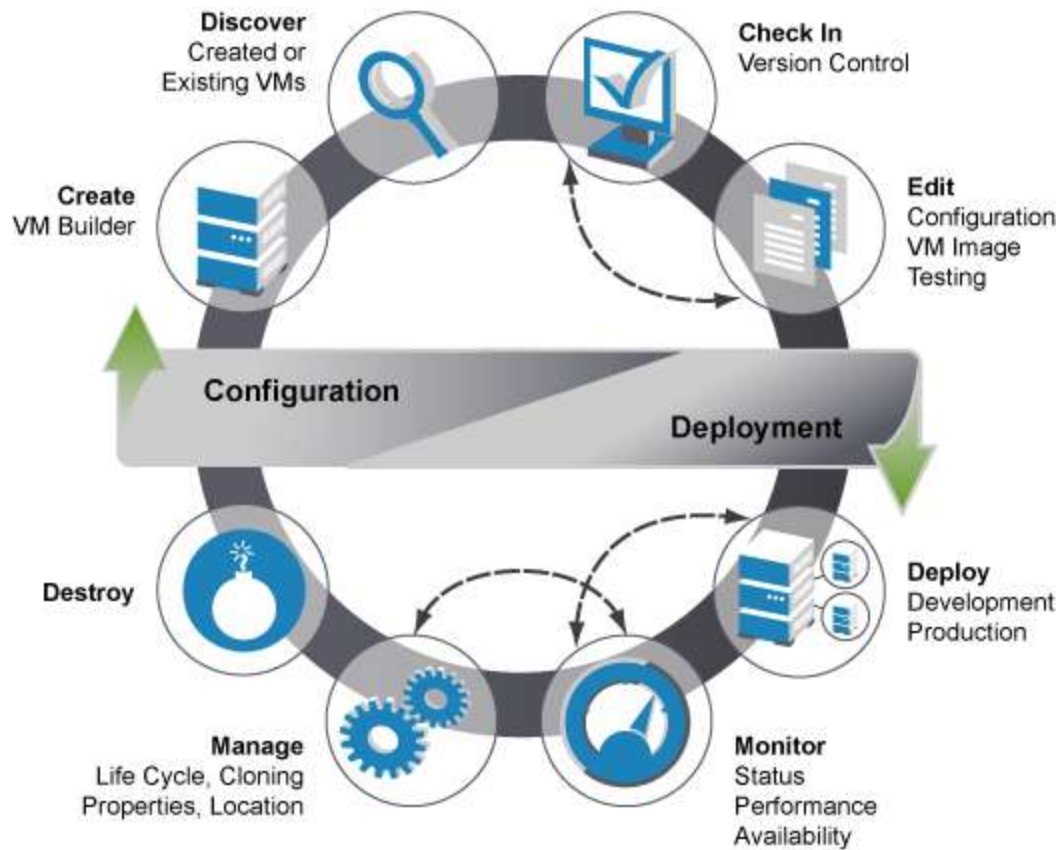 Discover
Created or
Existing VMs
Check In
Version Control
Create
VM Builder
Edit
Configuration
VM Image
Testing
Configuration
Deployment
Destroy
Deploy
Development
Production
Manage
Life Cycle, Cloning
Properties, Location
Monitor
Status
Performance
Availability